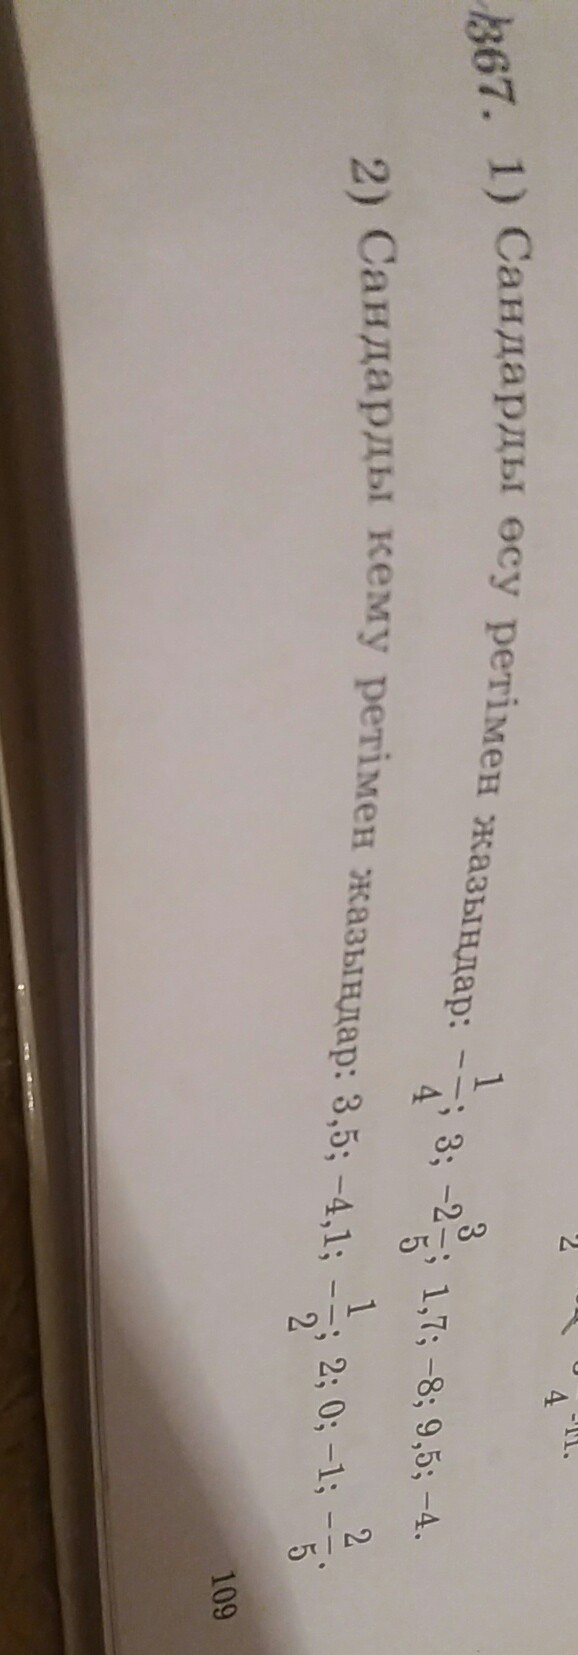 367. 1) Сандарды өсу ретімен жазыңдар: -1/4; 3; -2 3/5; 1,7; -8; 9,5; -4.
2) Сандарды кему ретімен жазыңдар: 3,5; -4,1; -1/2; 2; 0; -1; -2/5.
109